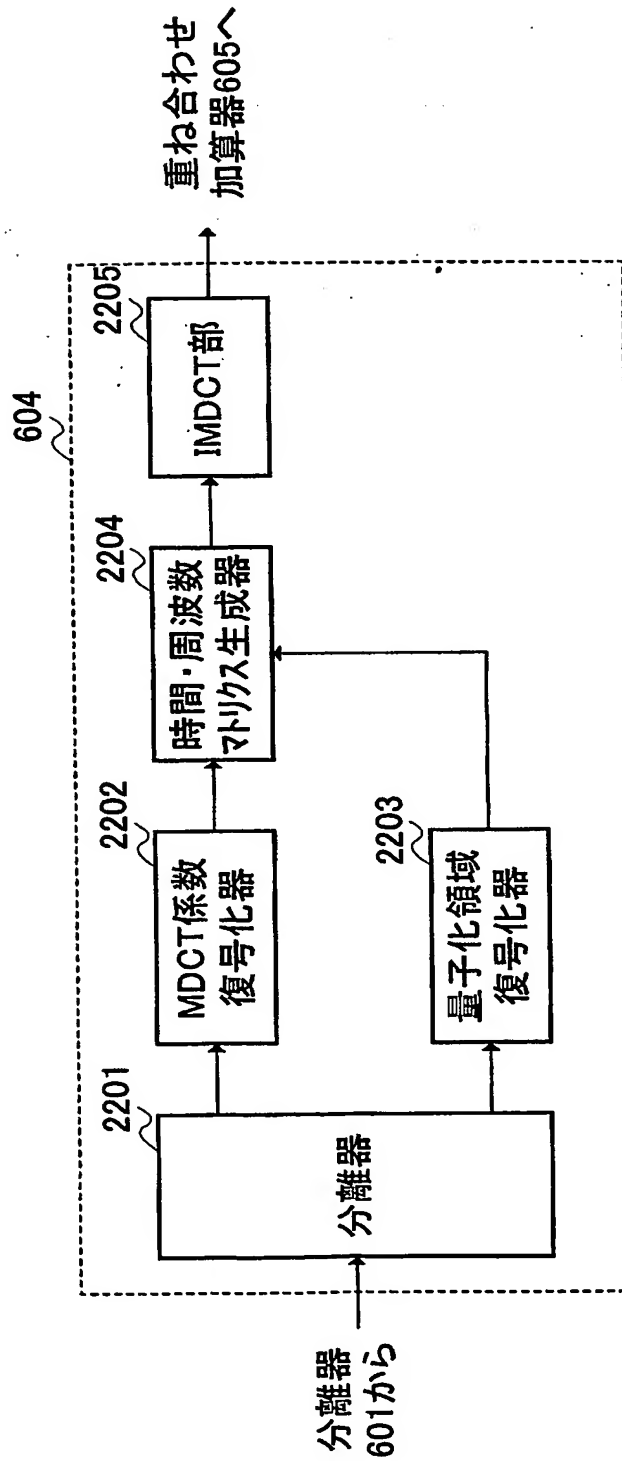 604
分離器
601から
2201
分離器
2202
MDCT係数
復号化器
2203
量子化領域
復号化器
2204
時間・周波数
マトリクス生成器
2205
IMDCT部
重ね合わせ
加算器605へ